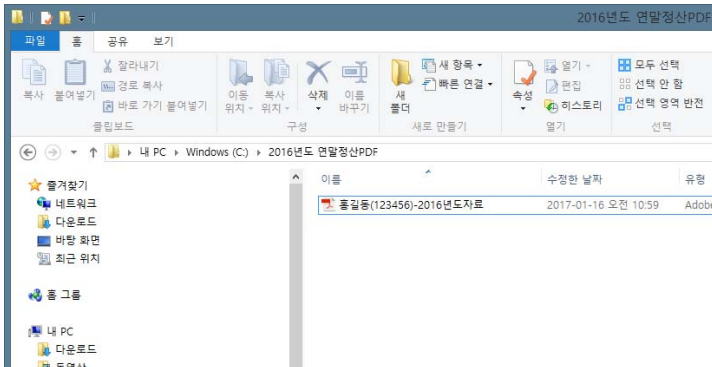 2016년도 연말정산PDF
파일 홈 공유 보기
복사 붙여넣기 잘라내기 경로 복사 바로 가기 붙여넣기
이동 위치 복사 위치 삭제 이름 바꾸기
새 폴더 새 항목 빠른 연결
속성 열기 편집 히스토리
모두 선택 선택 안 함 선택 영역 반전
클립보드 구성 새로 만들기 열기 선택
내 PC Windows (C:) 2016년도 연말정산PDF
이름 수정한 날짜 유형
홍길동(123456)-2016년도자료 2017-01-16 오전 10:59 Adobe
즐겨찾기
네트워크
다운로드
바탕 화면
최근 위치
홈 그룹
내 PC
다운로드
동영상